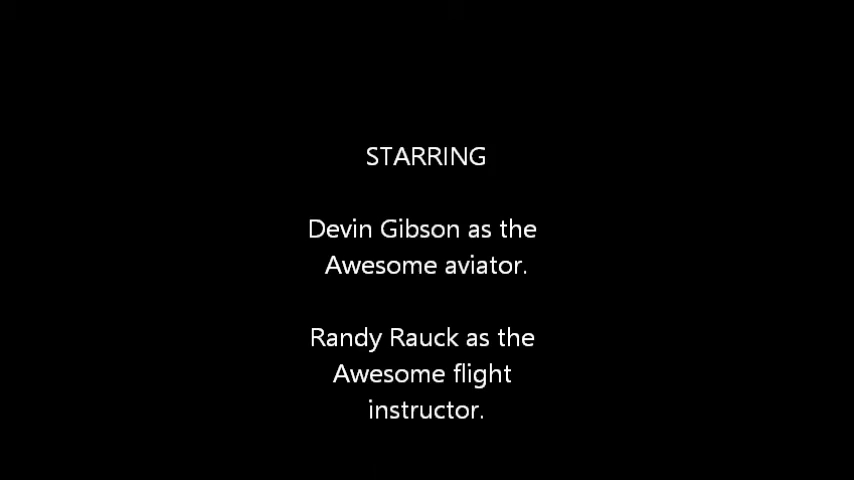 STARRING
Devin Gibson as the
Awesome aviator.
Randy Rauck as the
Awesome flight
instructor.